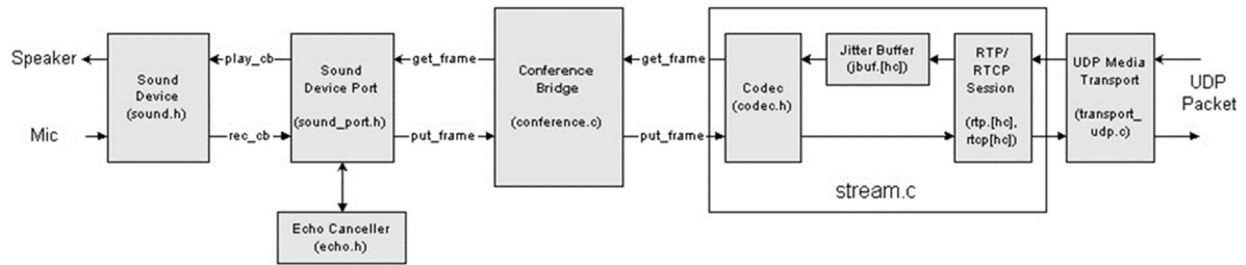 Speaker
Mic
Sound
Device
(sound.h)
play_cb
rec_cb
Sound
Device Port
(sound_port.h)
Echo Canceller
(echo.h)
get_frame
put_frame
Conference
Bridge
(conference.c)
get_frame
put_frame
Codec
(codec.h)
Jitter Buffer
(jbuf.[hc])
RTP/
RTCP
Session
(rtp.[hc],
rtcp[hc])
stream.c
UDP Media
Transport
(transport_
udp.c)
UDP
Packet